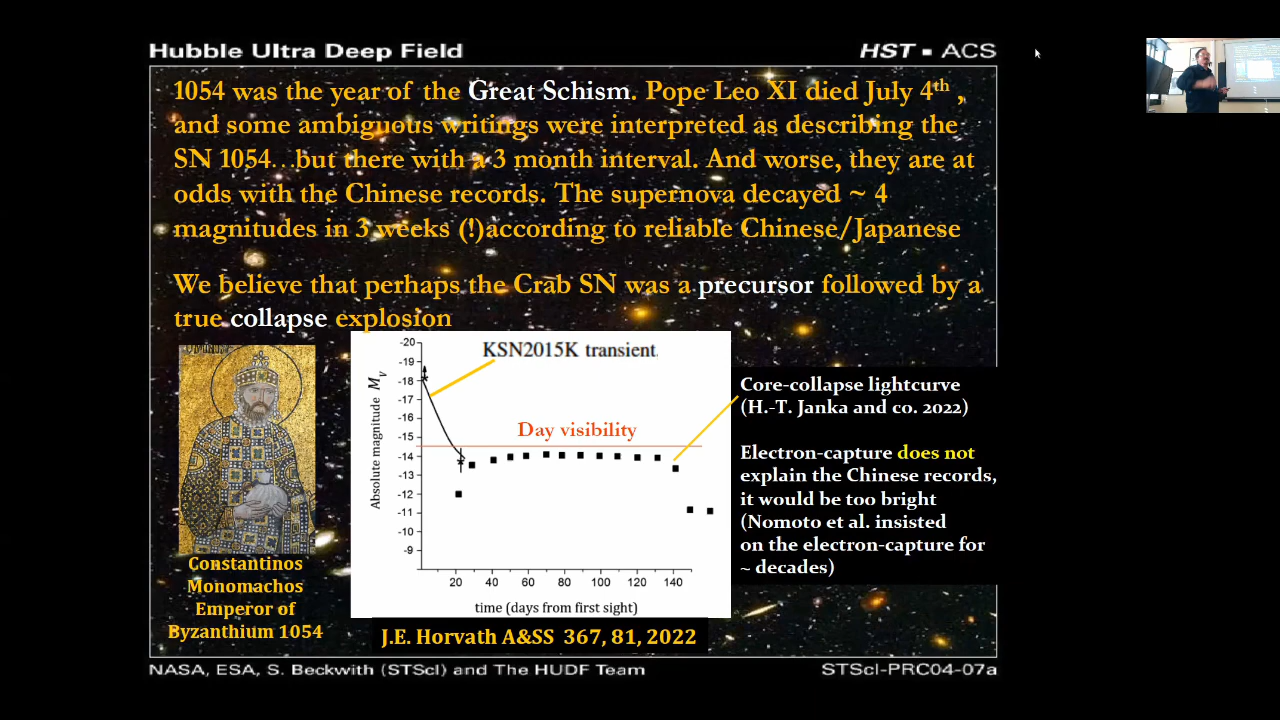 Hubble Ultra Deep Field
HST ▪ ACS
1054 was the year of the Great Schism. Pope Leo XI died July 4th ,
and some ambiguous writings were interpreted as describing the
SN 1054…but there with a 3 month interval. And worse, they are at
odds with the Chinese records. The supernova decayed ~ 4
magnitudes in 3 weeks (!)according to reliable Chinese/Japanese
We believe that perhaps the Crab SN was a precursor followed by a
true collapse explosion
Constantinos
Monomachos
Emperor of
Byzanthium 1054
KSN2015K transient
Day visibility
Absolute magnitude Mv
-20
-19
-18
-17
-16
-15
-14
-13
-12
-11
-10
-9
20 40 60 80 100 120 140
time (days from first sight)
J.E. Horvath A&SS 367, 81, 2022
Core-collapse lightcurve
(H.-T. Janka and co. 2022)
Electron-capture does not
explain the Chinese records,
it would be too bright
(Nomoto et al. insisted
on the electron-capture for
~ decades)
NASA, ESA, S. Beckwith (STScI) and The HUDF Team
STScI-PRC04-07a